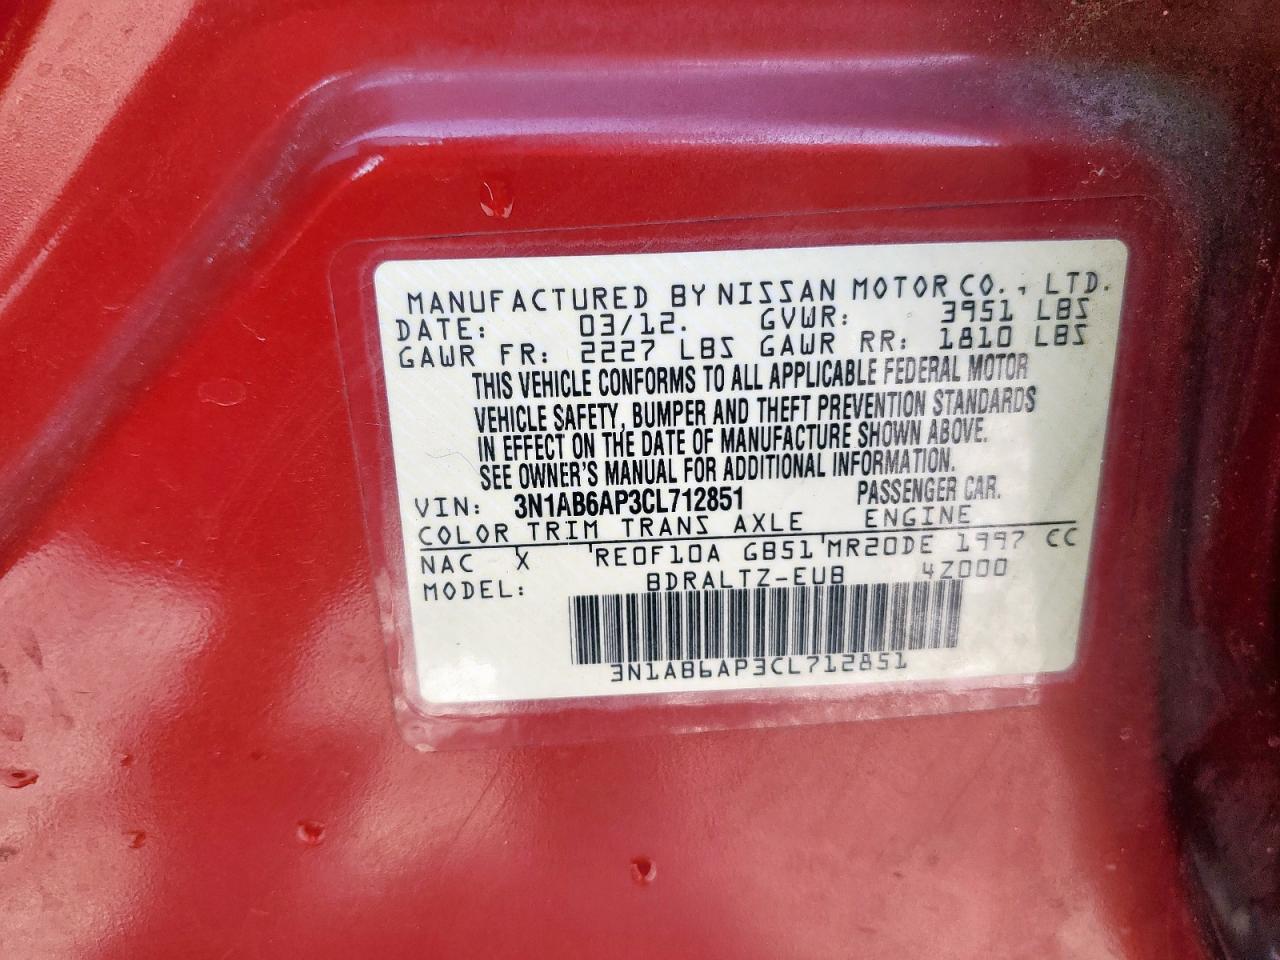 MANUFACTURED BY NISSAN MOTOR CO., LTD.
DATE: 03/12. GVWR: 3951 LBS
GAWR FR: 2227 LBS GAWR RR: 1810 LBS
THIS VEHICLE CONFORMS TO ALL APPLICABLE FEDERAL MOTOR
VEHICLE SAFETY, BUMPER AND THEFT PREVENTION STANDARDS
IN EFFECT ON THE DATE OF MANUFACTURE SHOWN ABOVE.
SEE OWNER'S MANUAL FOR ADDITIONAL INFORMATION.
VIN: 3N1AB6AP3CL712851 PASSENGER CAR.
COLOR TRIM TRANS AXLE ENGINE
NAC X RE0F10A GB51 MR20DE 1997 CC
MODEL: BDRALTZ-EUB 4Z000
3N1AB6AP3CL712851